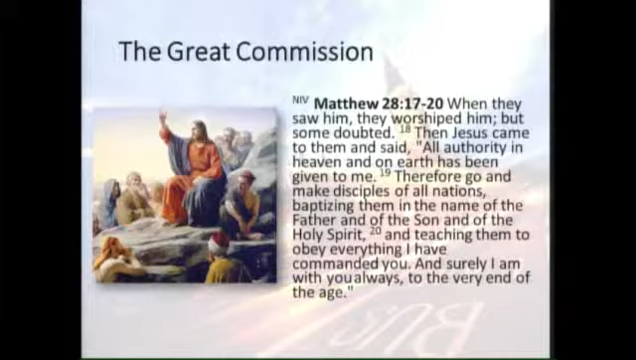 The Great Commission
NIV Matthew 28:17-20 When they
saw him, they worshiped him; but
some doubted. 18 Then Jesus came
to them and said, "All authority in
heaven and on earth has been
given to me. 19 Therefore go and
make disciples of all nations,
baptizing them in the name of the
Father and of the Son and of the
Holy Spirit, 20 and teaching them to
obey everything I have
commanded you. And surely I am
with you always, to the very end of
the age."